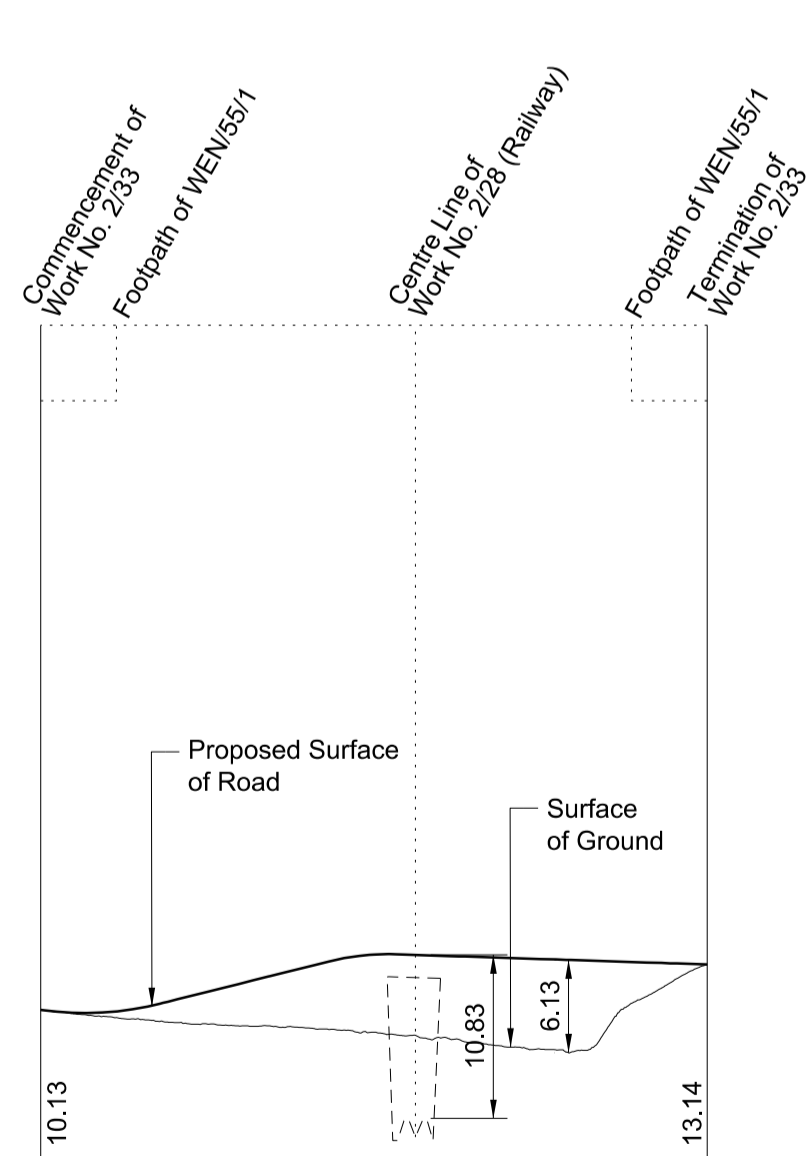 Commencement of
Work No. 2/33
Footpath of WEN/55/1
Centre Line of
Work No. 2/28 (Railway)
Footpath of WEN/55/1
Termination of
Work No. 2/33
Proposed Surface
of Road
Surface
of Ground
10.83
6.13
10.13
13.14